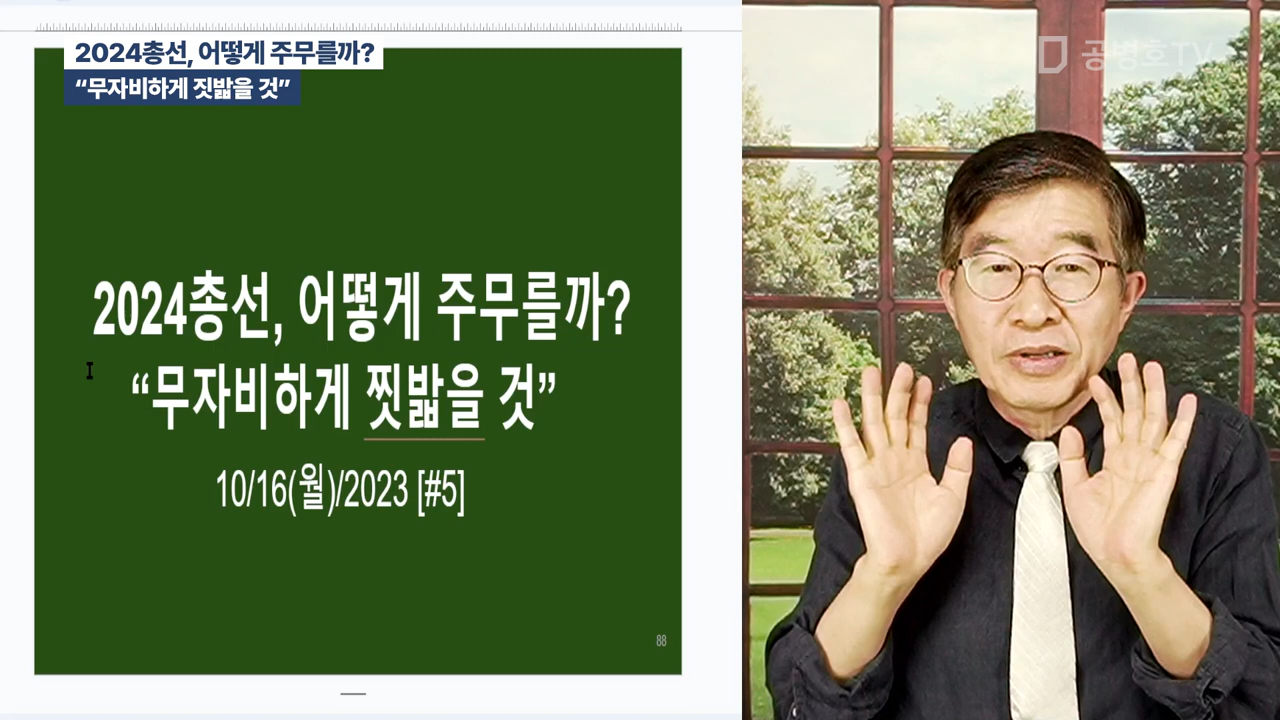 2024총선, 어떻게 주무를까?
“무자비하게 짓밟을 것”
공병호TV
2024총선, 어떻게 주무를까?
“무자비하게 찟밟을 것”
10/16(월)/2023 [#5]
88